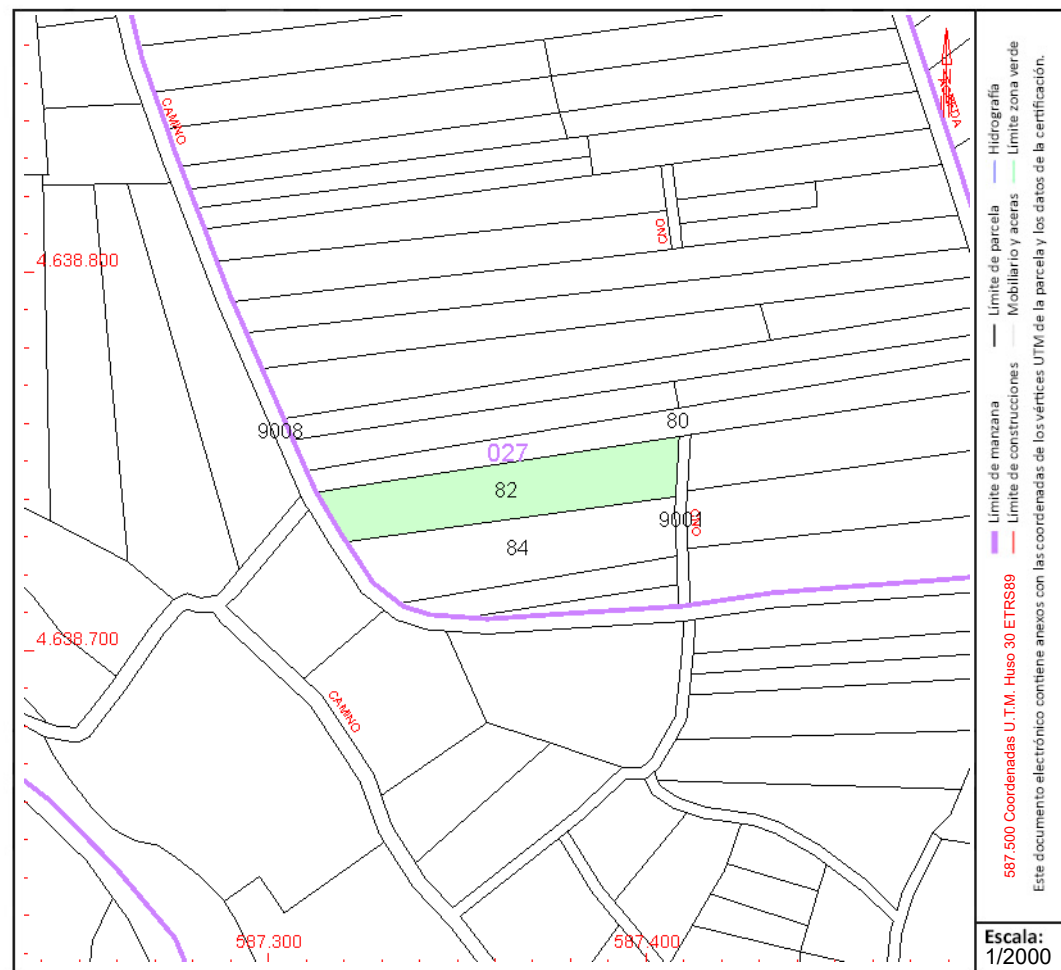 CAMINO
4.638.800
CNO
9008
80
027
82
9001
CNO
84
4.638.700
CAMINO
587.300
587.400
Límite de manzana
Límite de parcela
Hidrografía
Límite de construcciones
Mobiliario y aceras
Límite zona verde
587.500 Coordenadas U.T.M. Huso 30 ETRS89
Este documento electrónico contiene anexos con las coordenadas de los vértices UTM de la parcela y los datos de la certificación.
Escala:
1/2000